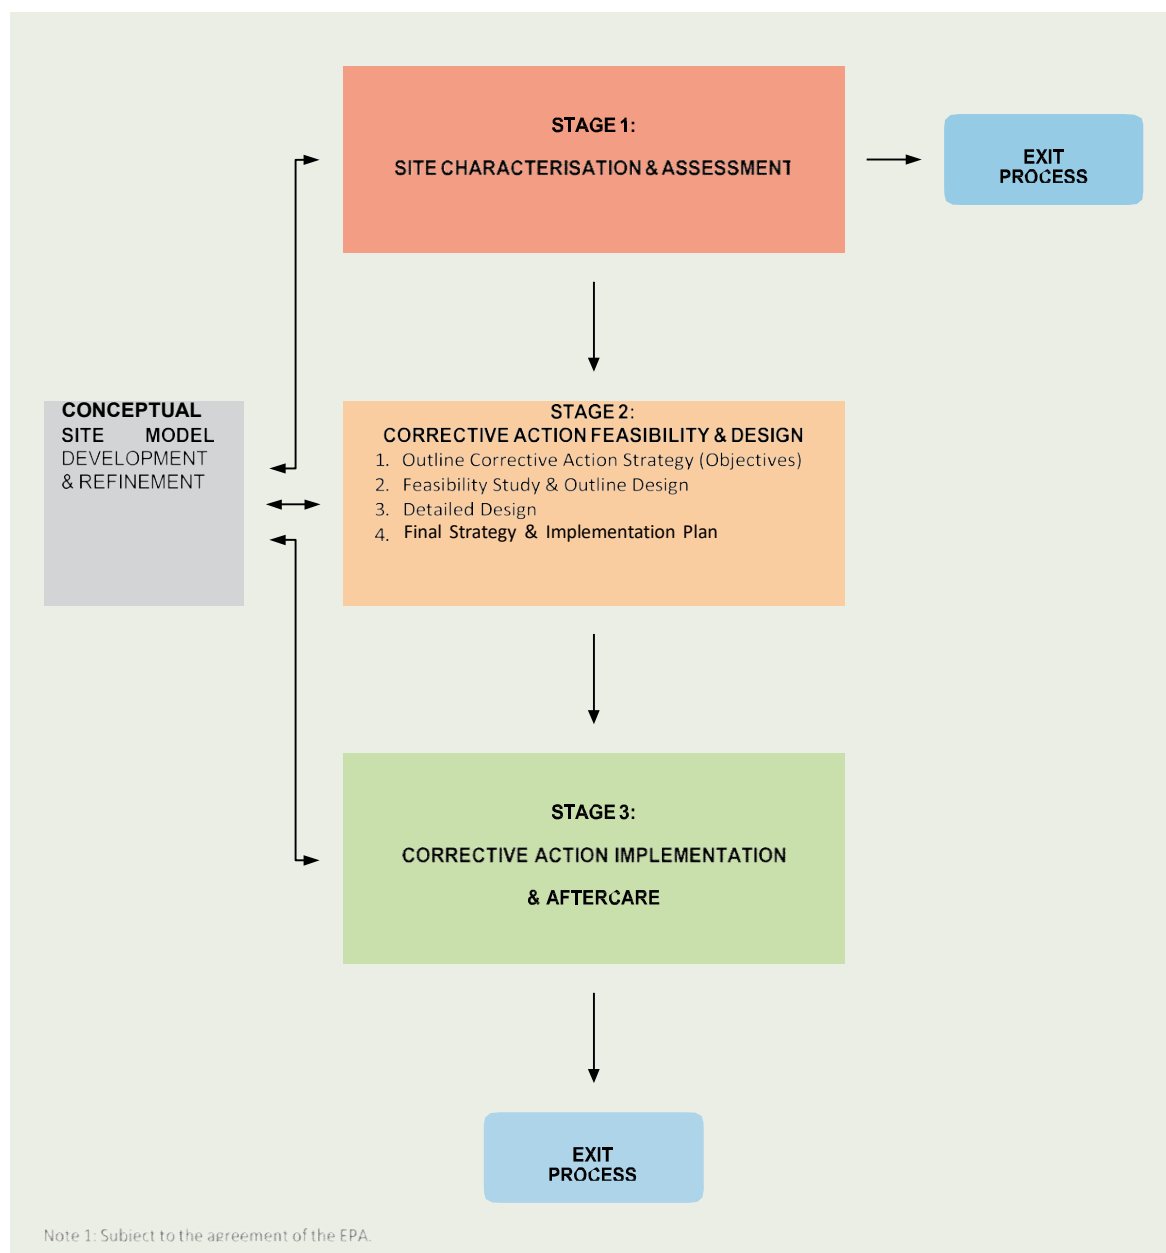 STAGE 1:
SITE CHARACTERISATION & ASSESSMENT
EXIT
PROCESS
CONCEPTUAL
SITE MODEL
DEVELOPMENT
& REFINEMENT
STAGE 2:
CORRECTIVE ACTION FEASIBILITY & DESIGN
1. Outline Corrective Action Strategy (Objectives)
2. Feasibility Study & Outline Design
3. Detailed Design
4. Final Strategy & Implementation Plan
STAGE 3:
CORRECTIVE ACTION IMPLEMENTATION
& AFTERCARE
EXIT
PROCESS
Note 1: Subject to the agreement of the EPA.